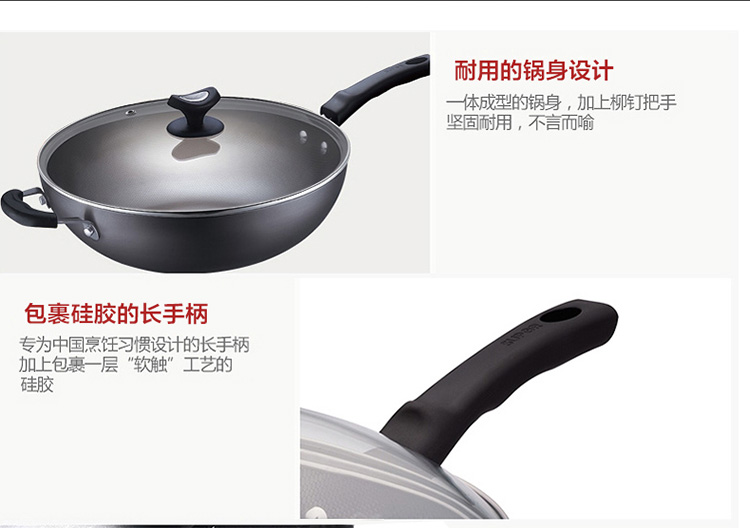 耐用的锅身设计
一体成型的锅身，加上柳钉把手
坚固耐用，不言而喻
包裹硅胶的长手柄
专为中国烹饪习惯设计的长手柄
加上包裹一层“软触”工艺的
硅胶